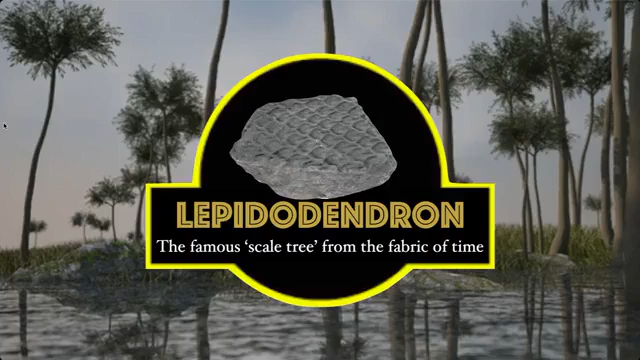 LEPIDODENDRON
The famous ‘scale tree’ from the fabric of time